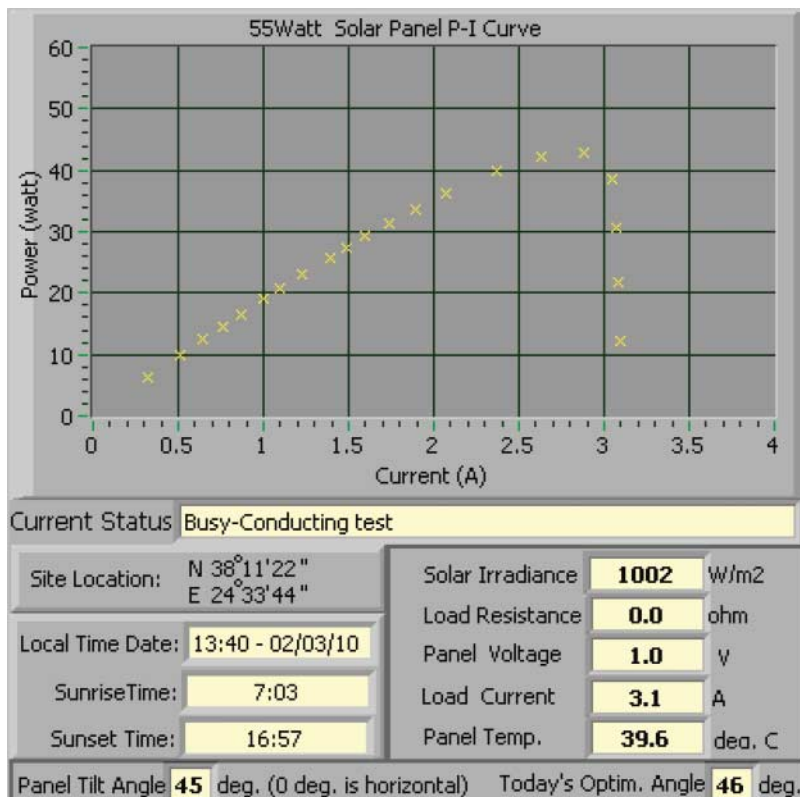 55Watt Solar Panel P-I Curve
60
50
40
30
20
10
0
Power (watt)
0 0.5 1 1.5 2 2.5 3 3.5 4
Current (A)
Current Status Busy-Conducting test
Site Location: N 38°11'22"
E 24°33'44"
Local Time Date: 13:40 - 02/03/10
SunriseTime: 7:03
Sunset Time: 16:57
Solar Irradiance 1002 W/m2
Load Resistance 0.0 ohm
Panel Voltage 1.0 V
Load Current 3.1 A
Panel Temp. 39.6 deg. C
Panel Tilt Angle 45 deg. (0 deg. is horizontal) Today's Optim. Angle 46 deg.